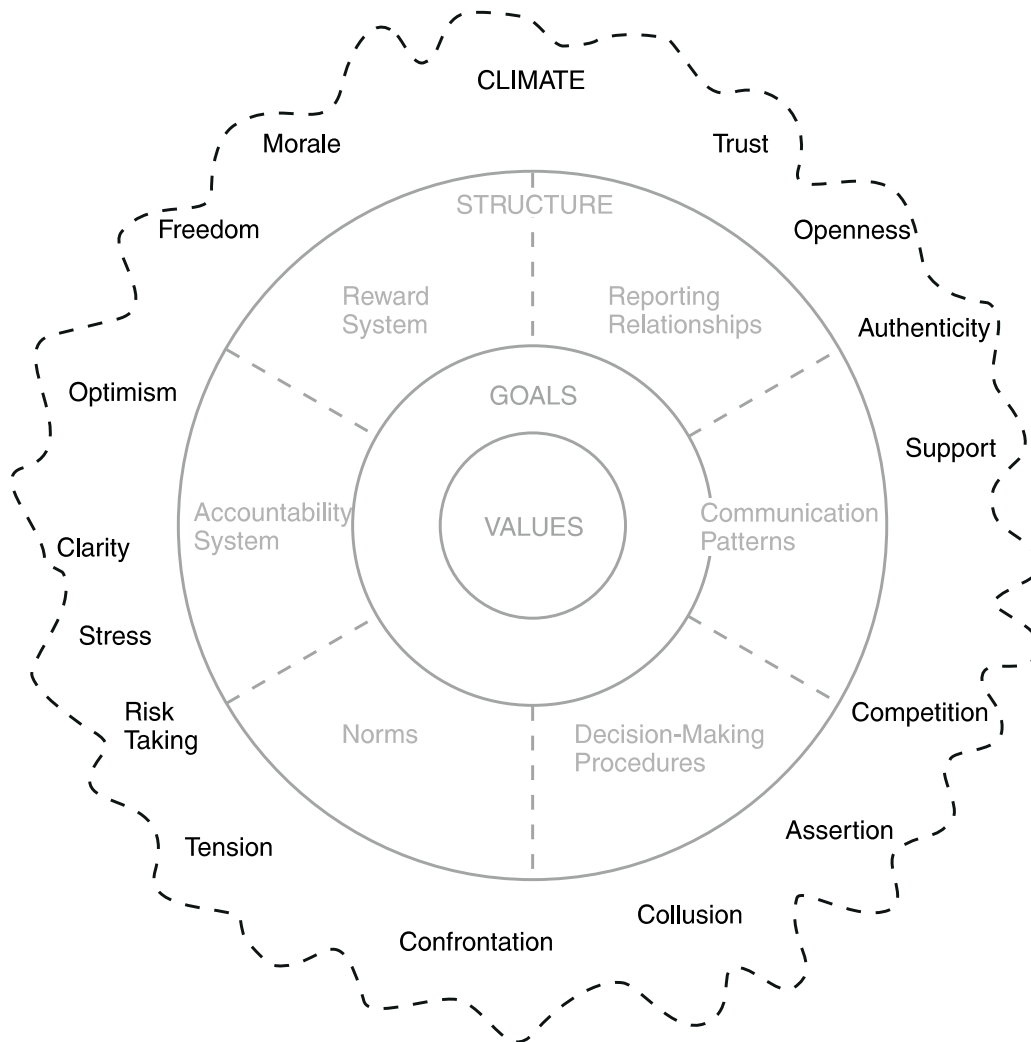 CLIMATE
Morale
Trust
Freedom
Openness
STRUCTURE
Reward
System
Reporting
Relationships
Authenticity
Optimism
GOALS
Support
Accountability
System
VALUES
Communication
Patterns
Clarity
Stress
Risk
Taking
Norms
Decision-Making
Procedures
Competition
Tension
Assertion
Collusion
Confrontation